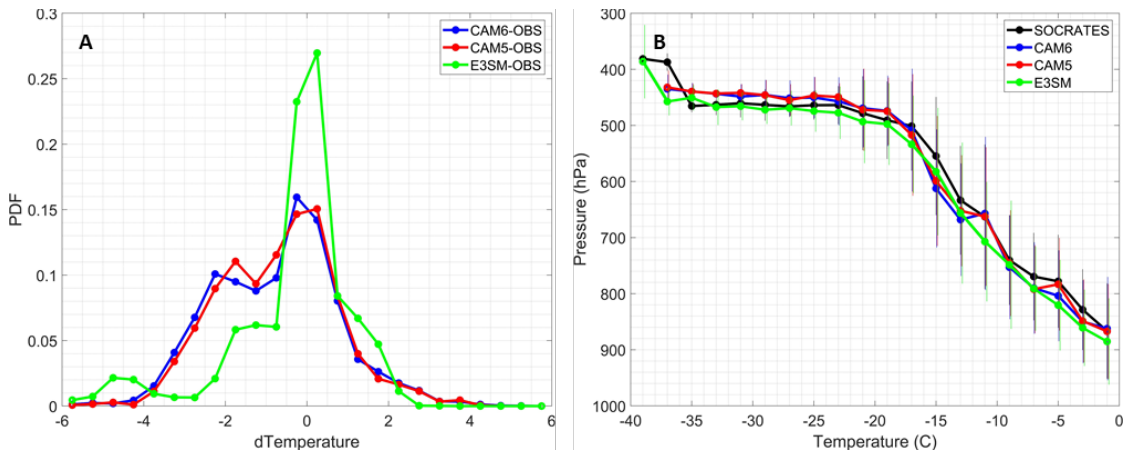 A
CAM6-OBS
CAM5-OBS
E3SM-OBS
0.3
0.25
0.2
0.15
0.1
0.05
0
PDF
-6 -4 -2 0 2 4 6
dTemperature
B
SOCRATES
CAM6
CAM5
E3SM
300
400
500
600
700
800
900
1000
Pressure (hPa)
-40 -35 -30 -25 -20 -15 -10 -5 0
Temperature (C)